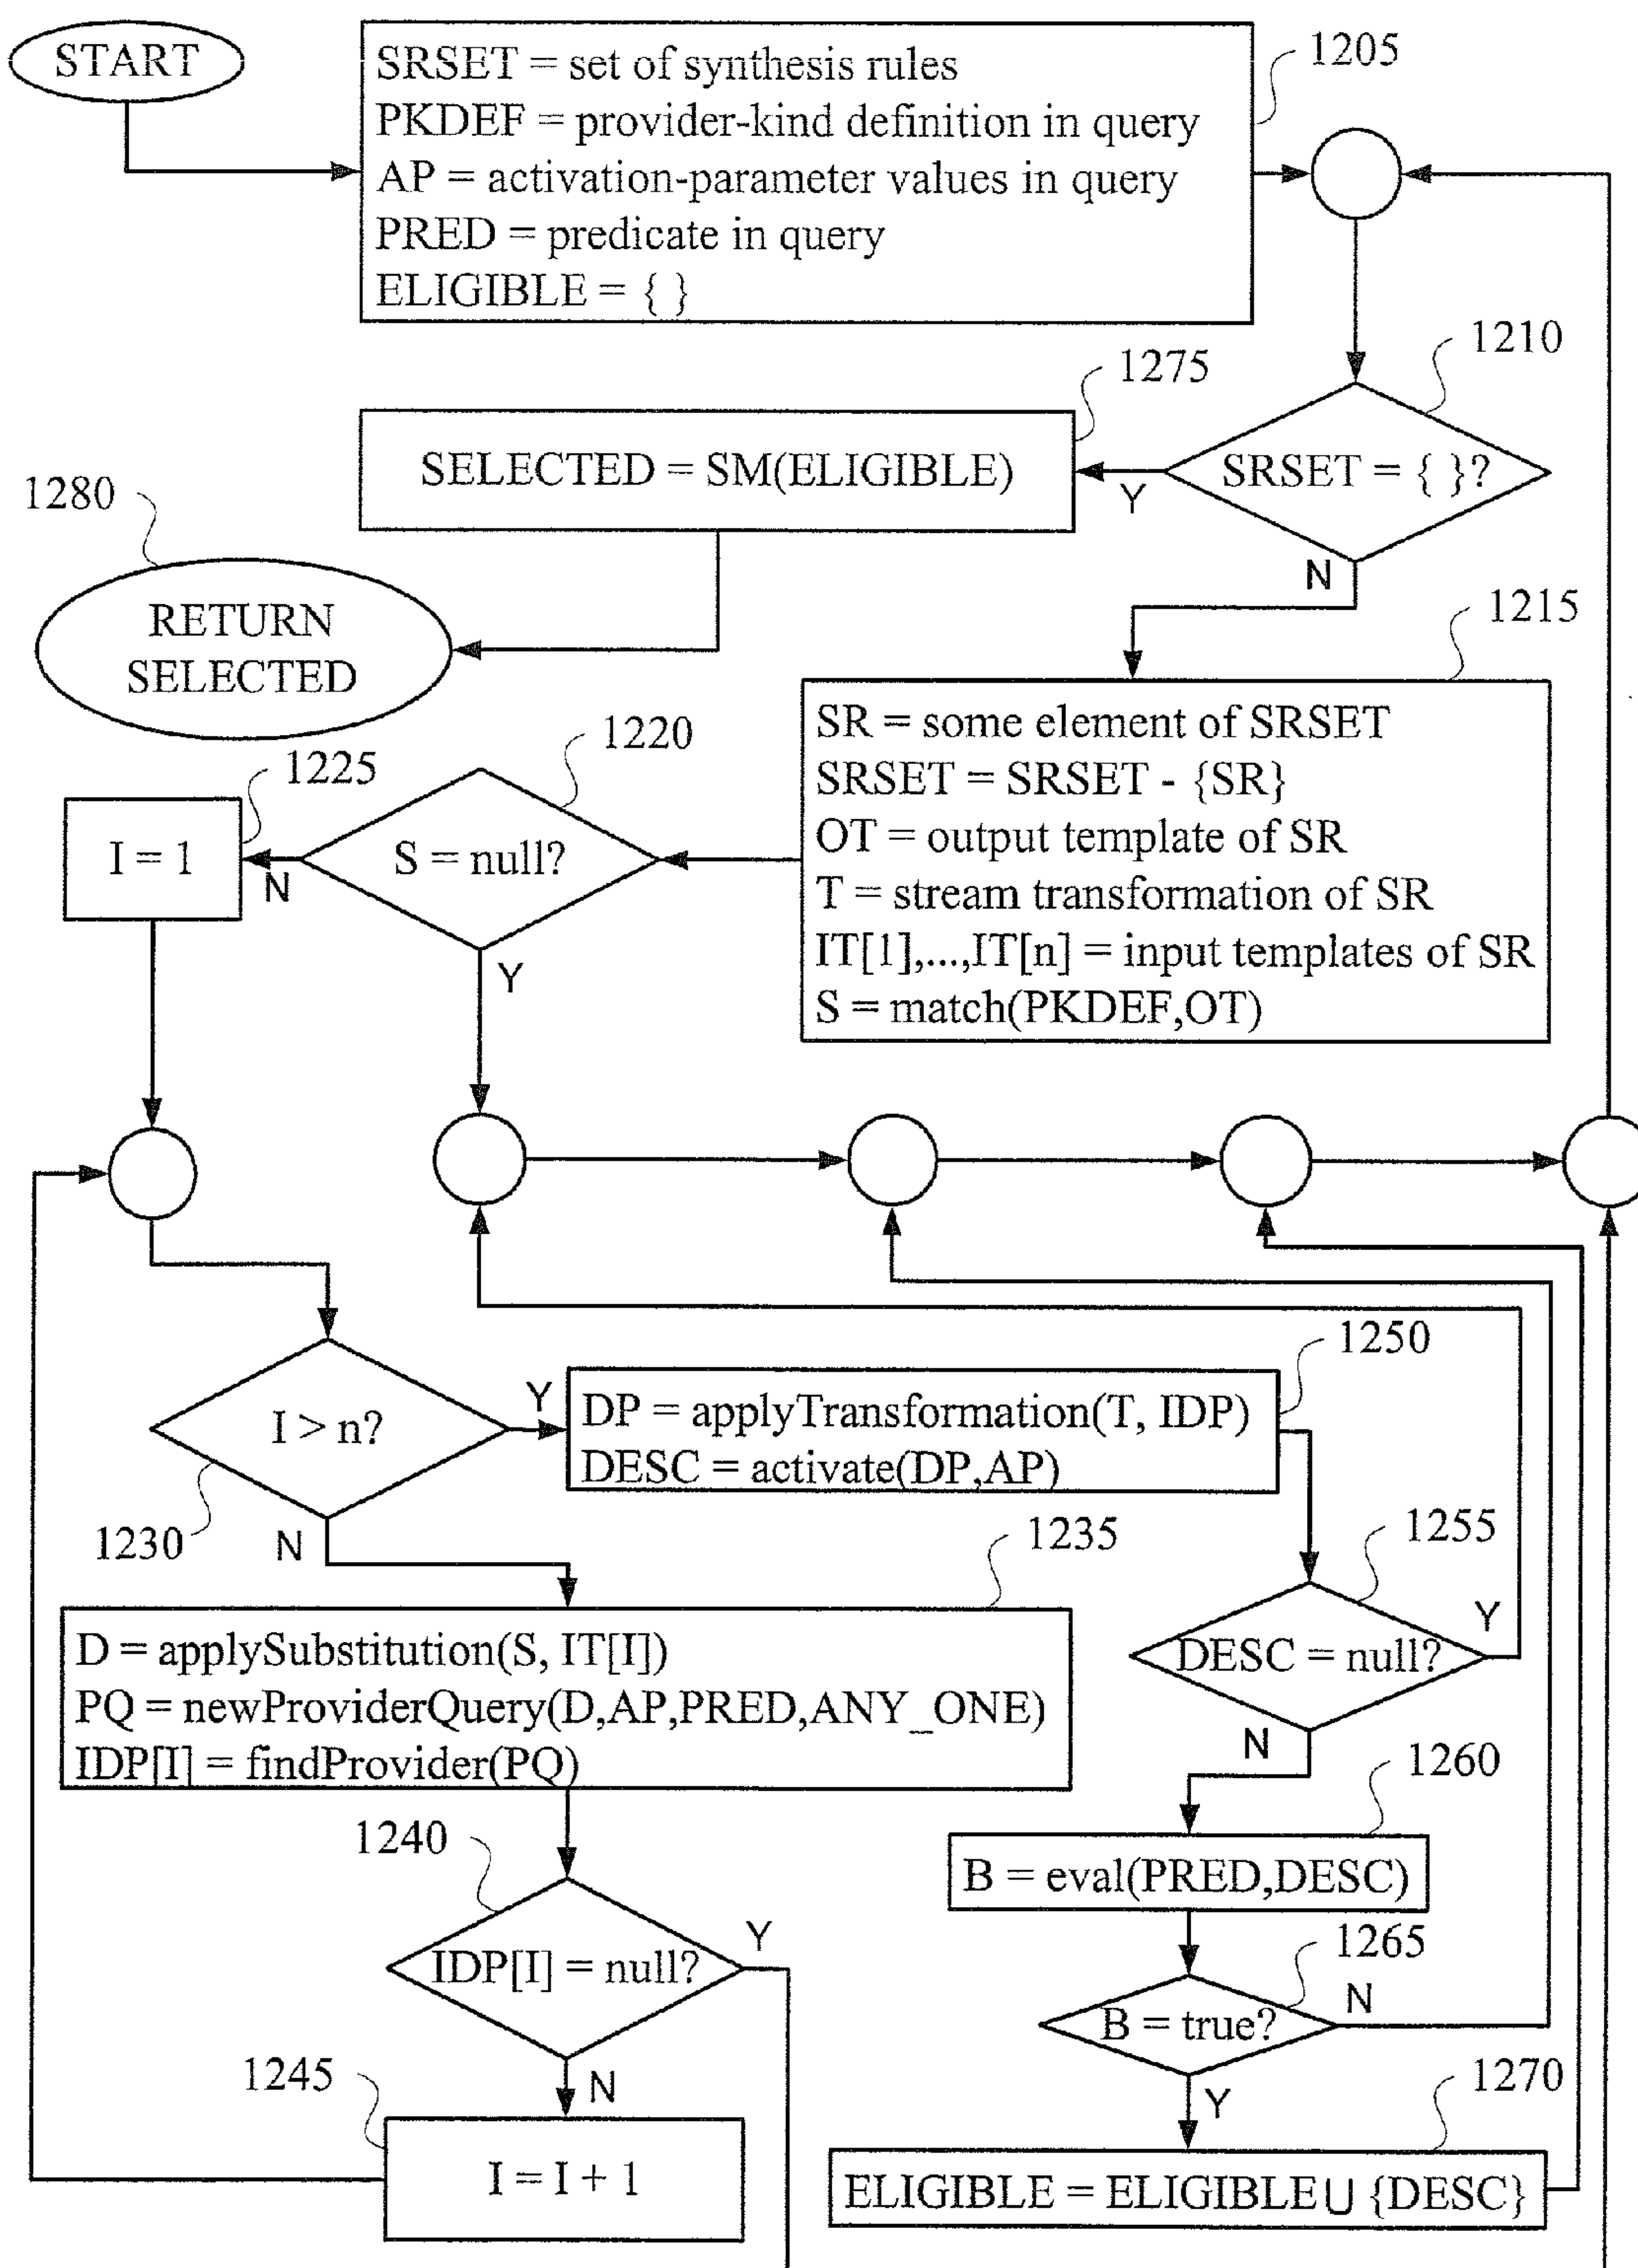 START
SRSET = set of synthesis rules
PKDEF = provider-kind definition in query
AP = activation-parameter values in query
PRED = predicate in query
ELIGIBLE = { }
1205
1210
SRSET = { }?
Y
N
1275
SELECTED = SM(ELIGIBLE)
1280
RETURN
SELECTED
1215
SR = some element of SRSET
SRSET = SRSET - {SR}
OT = output template of SR
T = stream transformation of SR
IT[1],...,IT[n] = input templates of SR
S = match(PKDEF,OT)
1220
S = null?
N
Y
1225
I = 1
I > n?
1230
Y
N
1250
DP = applyTransformation(T, IDP)
DESC = activate(DP,AP)
1235
D = applySubstitution(S, IT[I])
PQ = newProviderQuery(D,AP,PRED,ANY_ONE)
IDP[I] = findProvider(PQ)
1255
DESC = null?
Y
N
1240
IDP[I] = null?
Y
N
1260
B = eval(PRED,DESC)
1265
B = true?
N
Y
1245
I = I + 1
1270
ELIGIBLE = ELIGIBLE∪ {DESC}